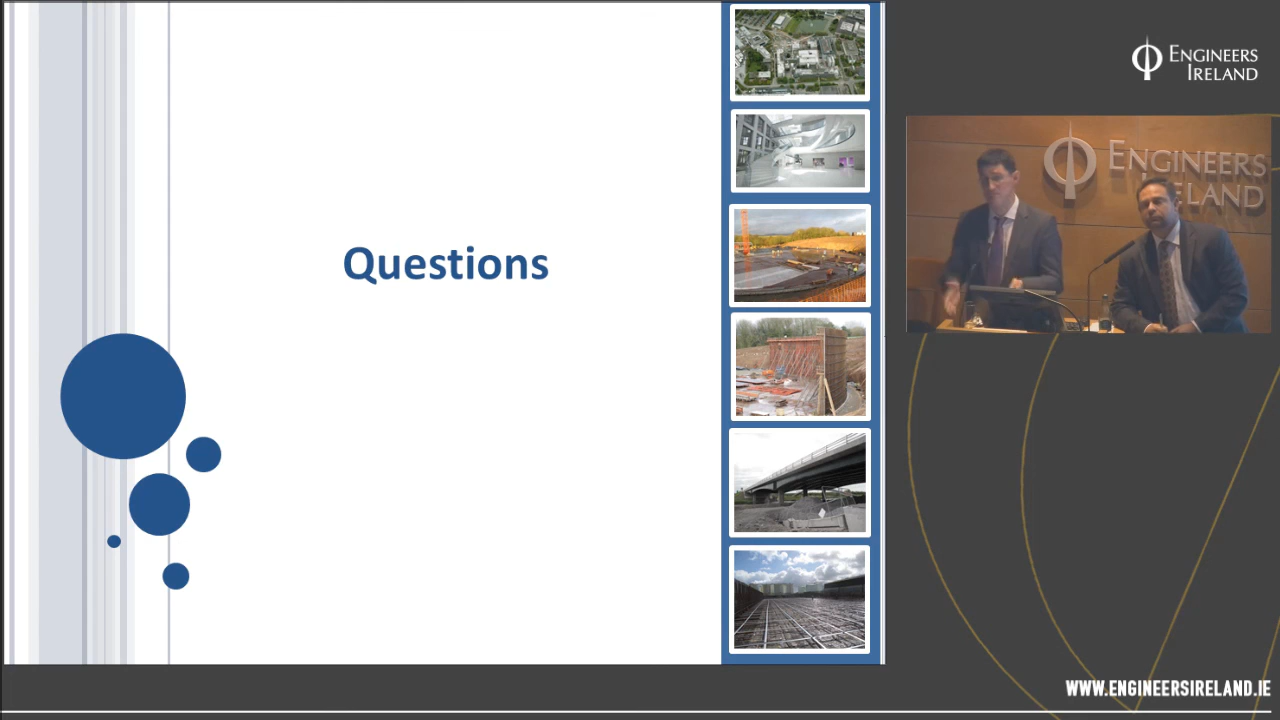 Questions
ENGINEERS
IRELAND
ENGINEERS
IRELAND
WWW.ENGINEERSIRELAND.IE